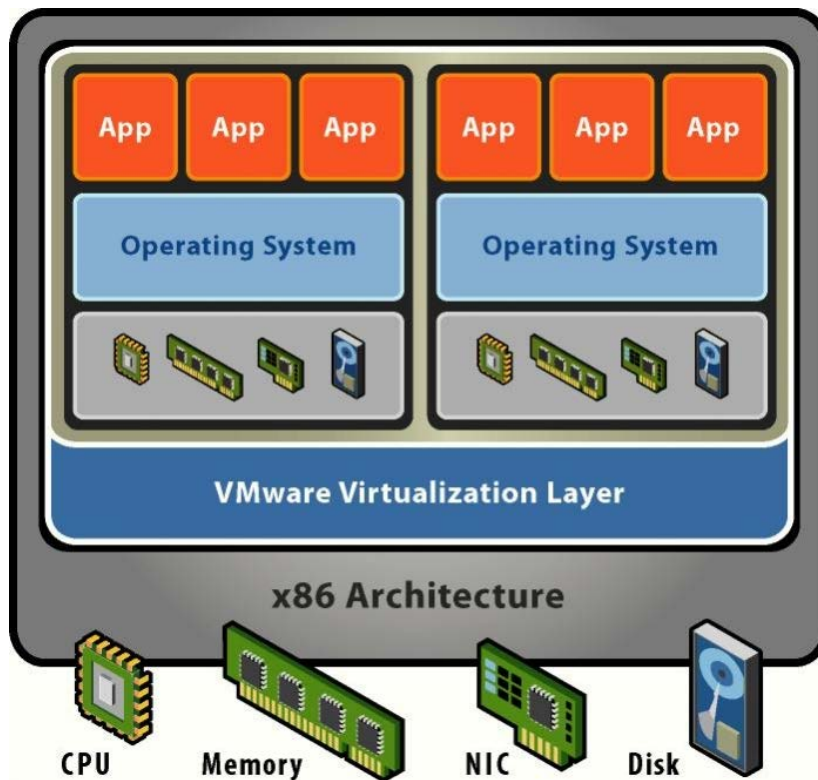 App App App App App App
Operating System Operating System
VMware Virtualization Layer
x86 Architecture
CPU Memory NIC Disk